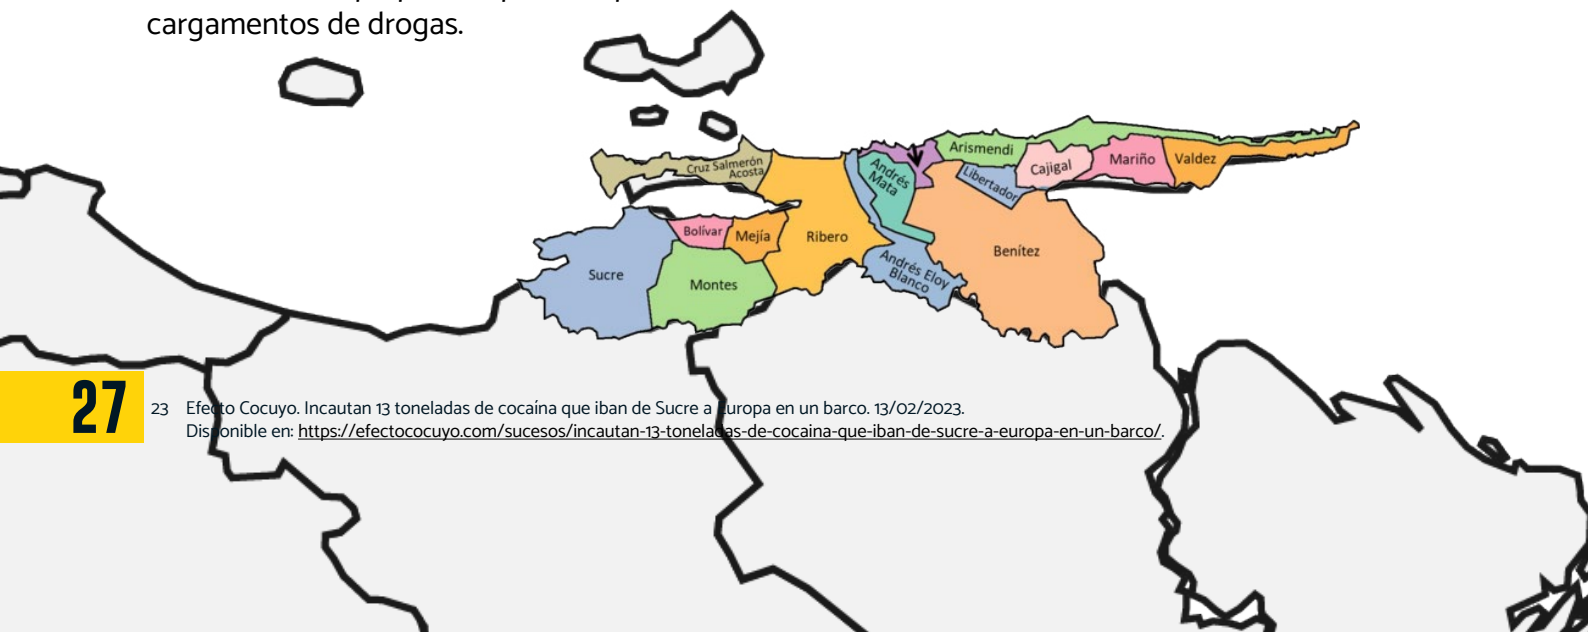 cargamentos de drogas.
Cruz Salmerón
Acosta
Arismendi
Andrés
Mata
Libertador
Cajigal
Mariño
Valdez
Bolívar
Mejía
Ribero
Sucre
Montes
Andrés Eloy
Blanco
Benítez
27
23 Efecto Cocuyo. Incautan 13 toneladas de cocaína que iban de Sucre a Europa en un barco. 13/02/2023.
Disponible en: https://efectococuyo.com/sucesos/incautan-13-toneladas-de-cocaina-que-iban-de-sucre-a-europa-en-un-barco/.